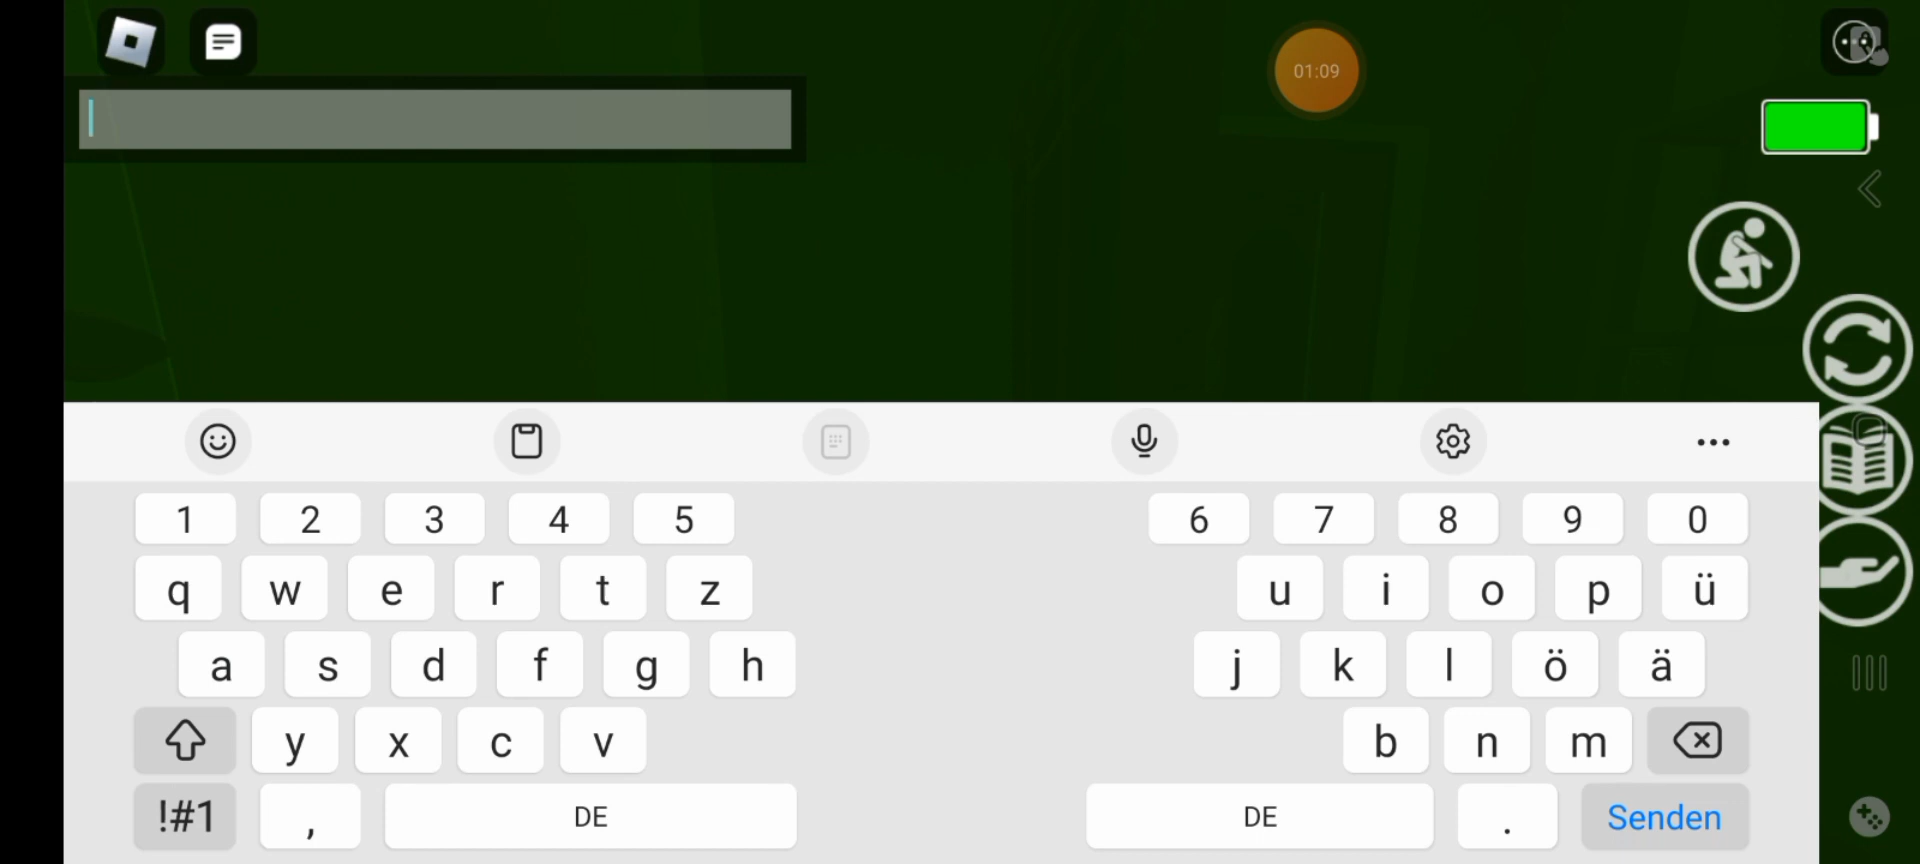 01:09
1 2 3 4 5 6 7 8 9 0
q w e r t z u i o p ü
a s d f g h j k l ö ä
y x c v b n m
!#1 , DE DE . Senden